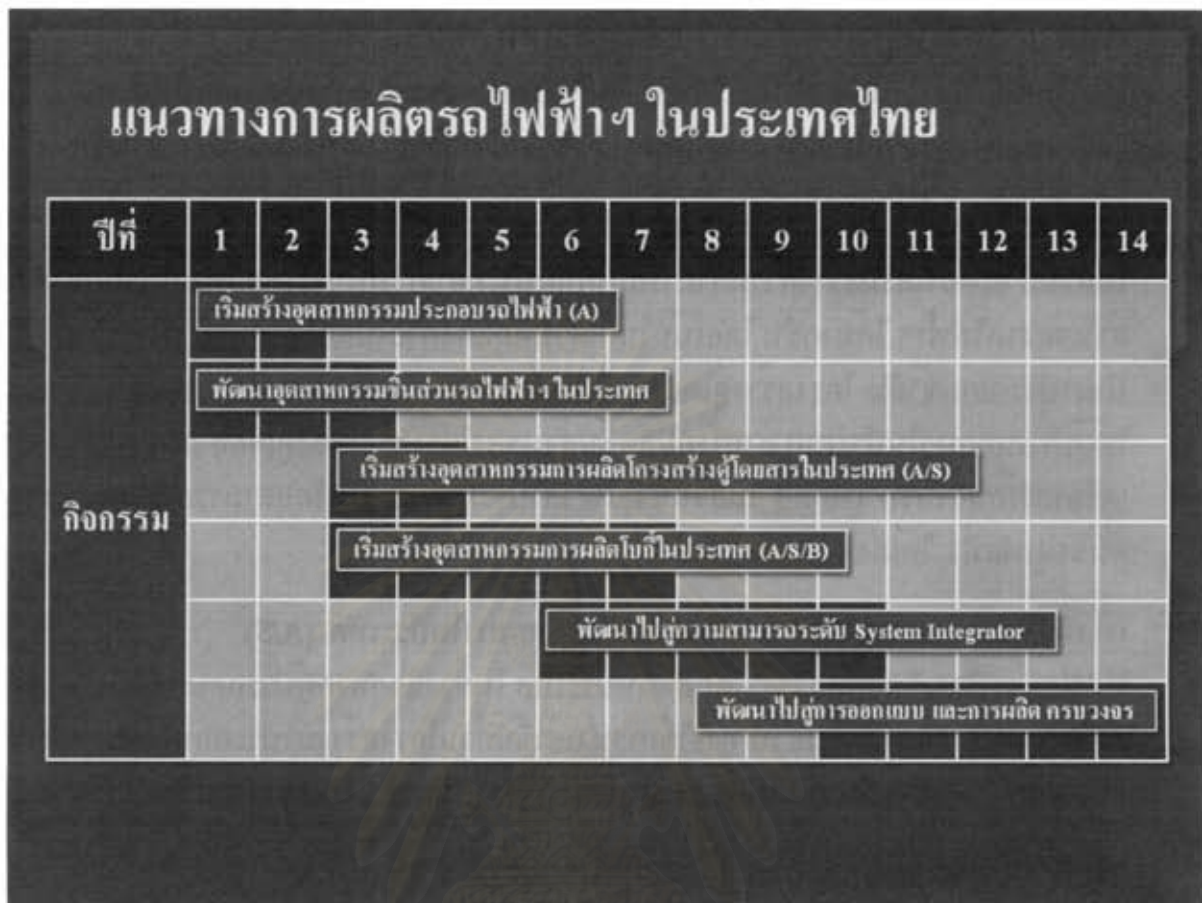 แนวทางการผลิตรถไฟฟ้าฯ ในประเทศไทย
ปีที่ 1 2 3 4 5 6 7 8 9 10 11 12 13 14
กิจกรรม
เริ่มสร้างอุตสาหกรรมประกอบรถไฟฟ้า (A)
พัฒนาอุตสาหกรรมชิ้นส่วนรถไฟฟ้าฯ ในประเทศ
เริ่มสร้างอุตสาหกรรมการผลิตโครงสร้างตู้โดยสารในประเทศ (A/S)
เริ่มสร้างอุตสาหกรรมการผลิตโบกี้ในประเทศ (A/S/B)
พัฒนาไปสู่ความสามารถระดับ System Integrator
พัฒนาไปสู่การออกแบบ และการผลิต ครบวงจร